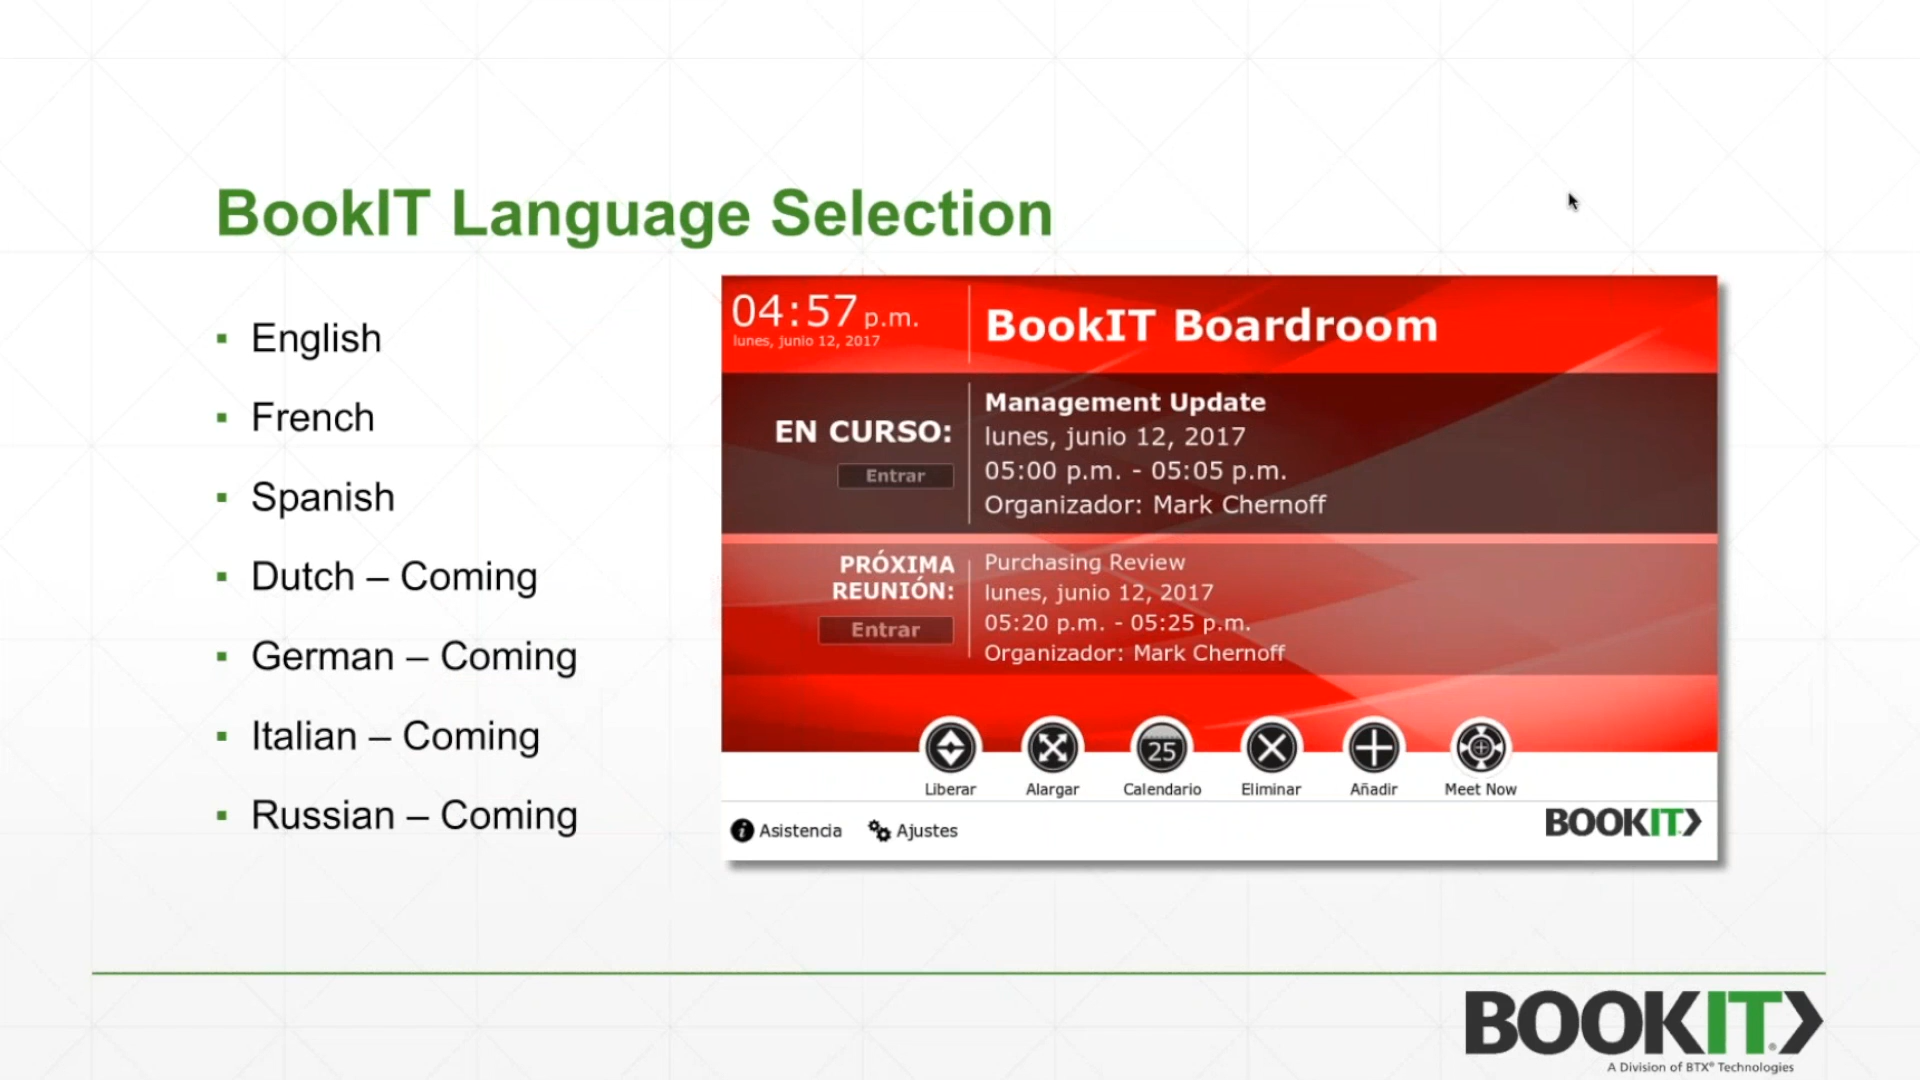 BookIT Language Selection
▪ English
▪ French
▪ Spanish
▪ Dutch – Coming
▪ German – Coming
▪ Italian – Coming
▪ Russian – Coming
04:57 p.m.
lunes, junio 12, 2017
BookIT Boardroom
EN CURSO:
Entrar
Management Update
lunes, junio 12, 2017
05:00 p.m. - 05:05 p.m.
Organizador: Mark Chernoff
PRÓXIMA
REUNIÓN:
Entrar
Purchasing Review
lunes, junio 12, 2017
05:20 p.m. - 05:25 p.m.
Organizador: Mark Chernoff
25
Liberar Alargar Calendario Eliminar Añadir Meet Now
i Asistencia Ajustes
BOOKIT
BOOKIT®
A Division of BTX® Technologies